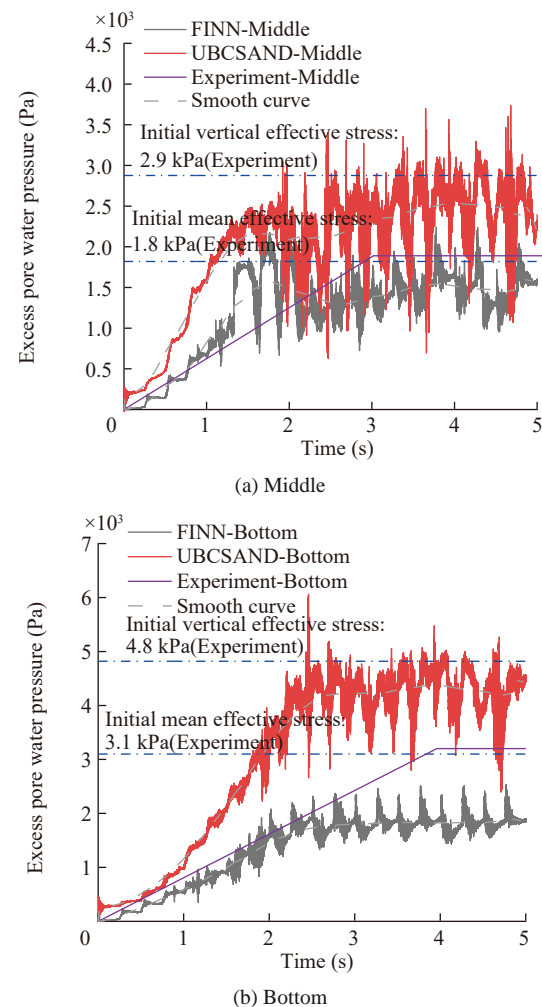 ×10³
FINN-Middle
UBCSAND-Middle
Experiment-Middle
Smooth curve
Initial vertical effective stress:
2.9 kPa(Experiment)
Initial mean effective stress:
1.8 kPa(Experiment)
Excess pore water pressure (Pa)
4.5
4.0
3.5
3.0
2.5
2.0
1.5
1.0
0.5
0 1 2 3 4 5
Time (s)
(a) Middle
×10³
FINN-Bottom
UBCSAND-Bottom
Experiment-Bottom
Smooth curve
Initial vertical effective stress:
4.8 kPa(Experiment)
Initial mean effective stress:
3.1 kPa(Experiment)
Excess pore water pressure (Pa)
7
6
5
4
3
2
1
0 1 2 3 4 5
Time (s)
(b) Bottom